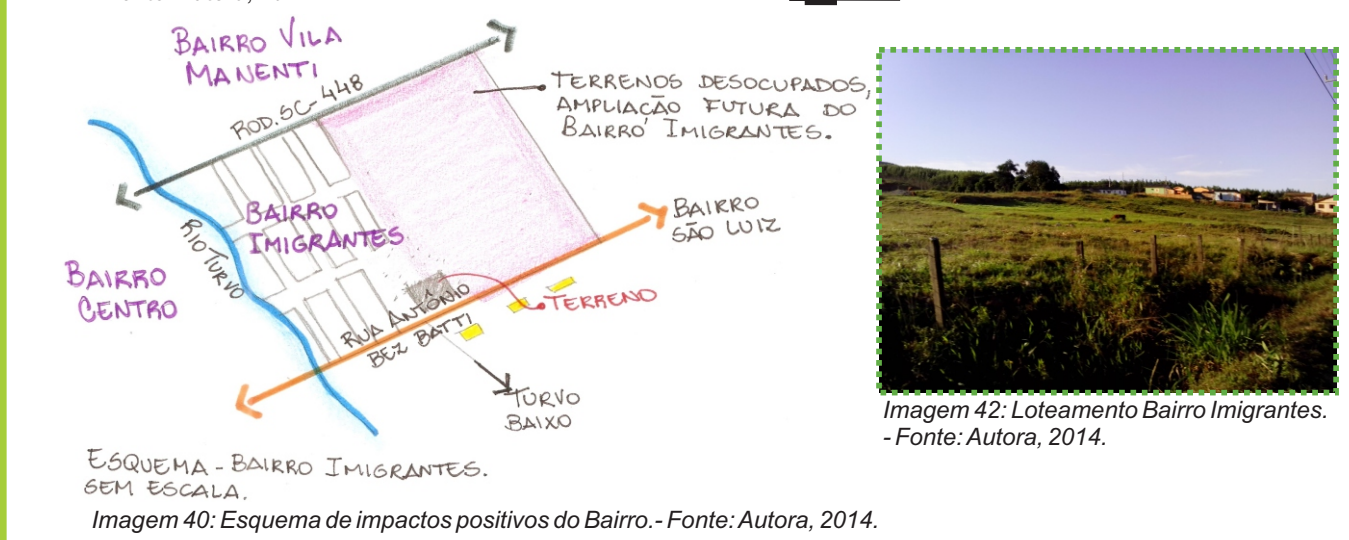 BAIRRO VILA
MANENTI
ROD. SC-448
TERRENOS DESOCUPADOS,
AMPLIAÇÃO FUTURA DO
BAIRRO IMIGRANTES.
BAIRRO
SÃO LUIZ
BAIRRO
IMIGRANTES
RIO TURVO
BAIRRO
CENTRO
TERRENO
RUA ANTÔNIO
BEZ BATTI
TURVO
BAIXO
ESQUEMA - BAIRRO IMIGRANTES.
SEM ESCALA.
Imagem 40: Esquema de impactos positivos do Bairro.- Fonte: Autora, 2014.
Imagem 42: Loteamento Bairro Imigrantes.
- Fonte: Autora, 2014.